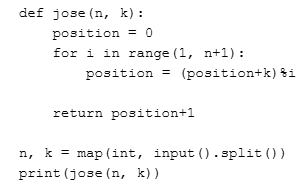 def jose(n, k):
    position = 0
    for i in range(1, n+1):
        position = (position+k)%i

    return position+1

n, k = map(int, input().split())
print(jose(n, k))